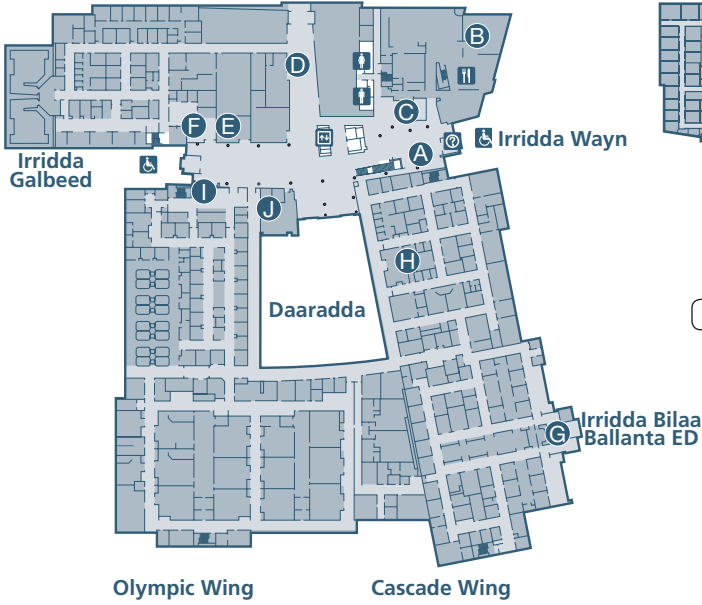 B
D
C
F
E
A
Irridda Wayn
Irridda
Galbeed
I
J
H
Daaradda
G
Irridda Bilaa
Ballanta ED
Olympic Wing
Cascade Wing